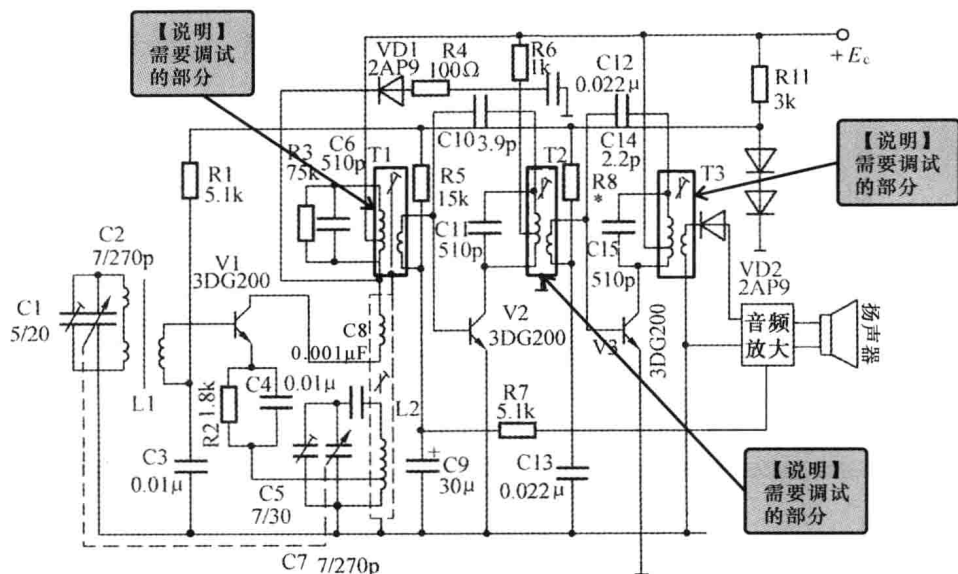 【说明】
需要调试
的部分
VD1
2AP9
R4
100Ω
R6
1k
C12
0.022μ
+Ec
R11
3k
C10
3.9p
C14
2.2p
【说明】
需要调试
的部分
R1
5.1k
R3
75k
C6
510p
T1
R5
15k
T2
R8
*
T3
C11
510p
C15
510p
C2
7/270p
C1
5/20
V1
3DG200
V2
3DG200
V3
3DG200
VD2
2AP9
音频
放大
扬声器
C8
0.001μF
L1
R2 1.8k
C4
0.01μ
L2
R7
5.1k
C3
0.01μ
C5
7/30
C9
+
30μ
C13
0.022μ
【说明】
需要调试
的部分
C7 7/270p